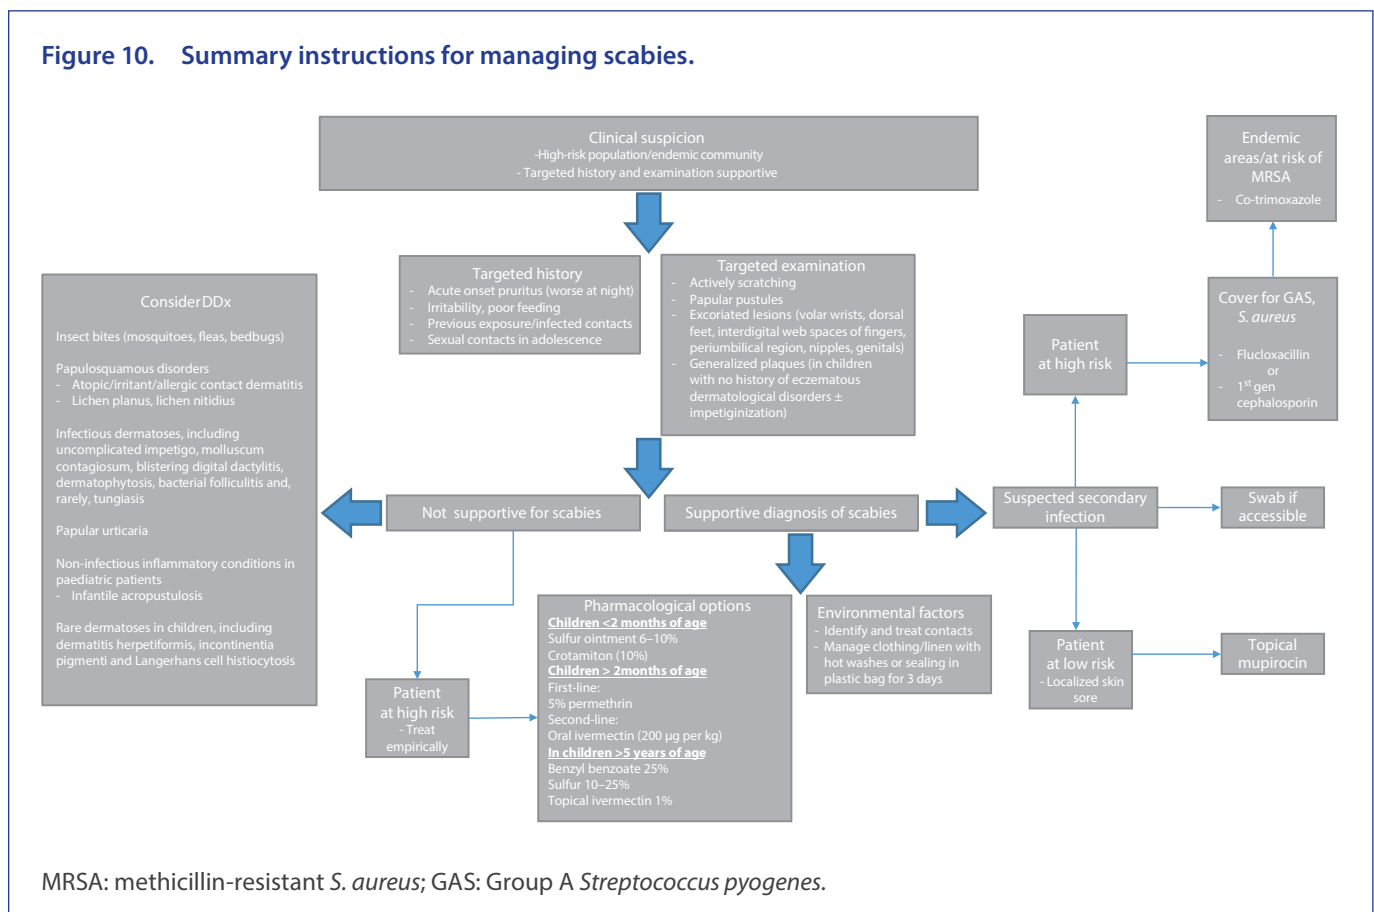 Figure 10. Summary instructions for managing scabies.
Clinical suspicion
-High-risk population/endemic community
- Targeted history and examination supportive
Targeted history
- Acute onset pruritus (worse at night)
- Irritability, poor feeding
- Previous exposure/infected contacts
- Sexual contacts in adolescence
Targeted examination
- Actively scratching
- Papular pustules
- Excoriated lesions (volar wrists, dorsal
feet, interdigital web spaces of fingers,
periumbilical region, nipples, genitals)
- Generalized plaques (in children
with no history of eczematous
dermatological disorders ±
impetiginization)
Consider DDx
Insect bites (mosquitoes, fleas, bedbugs)
Papulosquamous disorders
- Atopic/irritant/allergic contact dermatitis
- Lichen planus, lichen nitidius
Infectious dermatoses, including
uncomplicated impetigo, molluscum
contagiosum, blistering digital dactylitis,
dermatophytosis, bacterial folliculitis and,
rarely, tungiasis
Papular urticaria
Non-infectious inflammatory conditions in
paediatric patients
- Infantile acropustulosis
Rare dermatoses in children, including
dermatitis herpetiformis, incontinentia
pigmenti and Langerhans cell histiocytosis
Not supportive for scabies
Supportive diagnosis of scabies
Patient
at high risk
- Treat
empirically
Pharmacological options
Children <2 months of age
Sulfur ointment 6–10%
Crotamiton (10%)
Children > 2months of age
First-line:
5% permethrin
Second-line:
Oral ivermectin (200 µg per kg)
In children >5 years of age
Benzyl benzoate 25%
Sulfur 10–25%
Topical ivermectin 1%
Environmental factors
- Identify and treat contacts
- Manage clothing/linen with
hot washes or sealing in
plastic bag for 3 days
Suspected secondary
infection
Swab if
accessible
Patient
at high risk
Cover for GAS,
S. aureus
- Flucloxacillin
or
- 1st gen
cephalosporin
Endemic
areas/at risk of
MRSA
- Co-trimoxazole
Patient
at low risk
- Localized skin
sore
Topical
mupirocin
MRSA: methicillin-resistant S. aureus; GAS: Group A Streptococcus pyogenes.